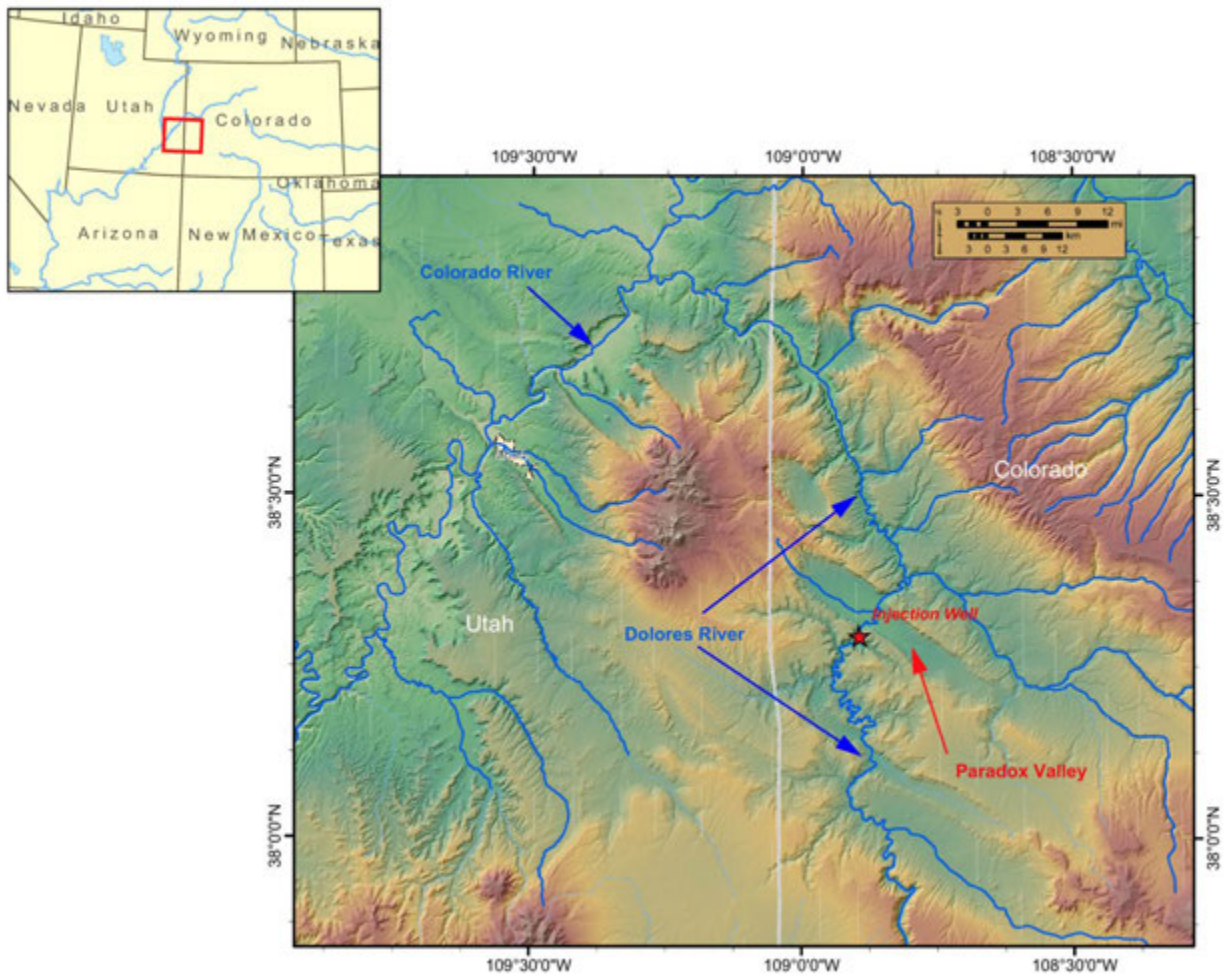 Idaho
Wyoming
Nebraska
Nevada
Utah
Colorado
Oklahoma
Arizona
New Mexico
Texas
109°30'0"W
109°0'0"W
108°30'0"W
3 0 3 6 9 12
mi
km
3 0 3 6 9 12
Colorado River
Colorado
38°30'0"N
38°30'0"N
Injection Well
Utah
Dolores River
Paradox Valley
38°0'0"N
38°0'0"N
109°30'0"W
109°0'0"W
108°30'0"W